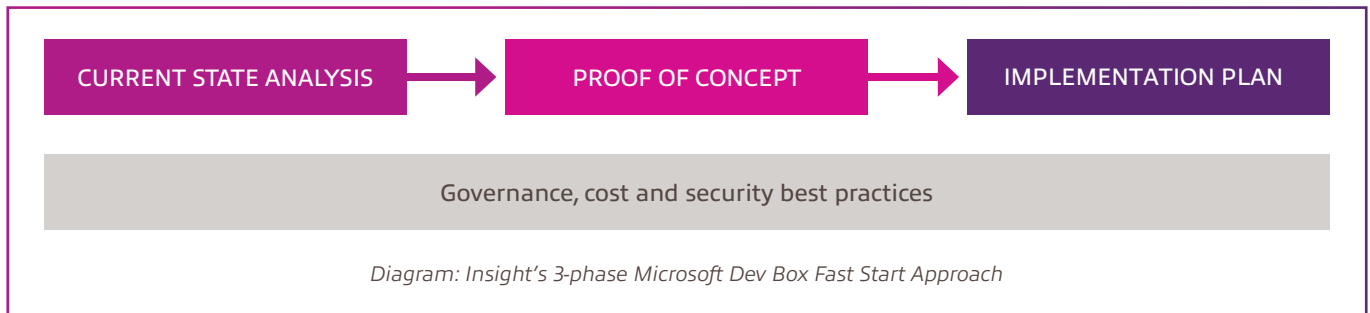 CURRENT STATE ANALYSIS
PROOF OF CONCEPT
IMPLEMENTATION PLAN
Governance, cost and security best practices
Diagram: Insight's 3-phase Microsoft Dev Box Fast Start Approach